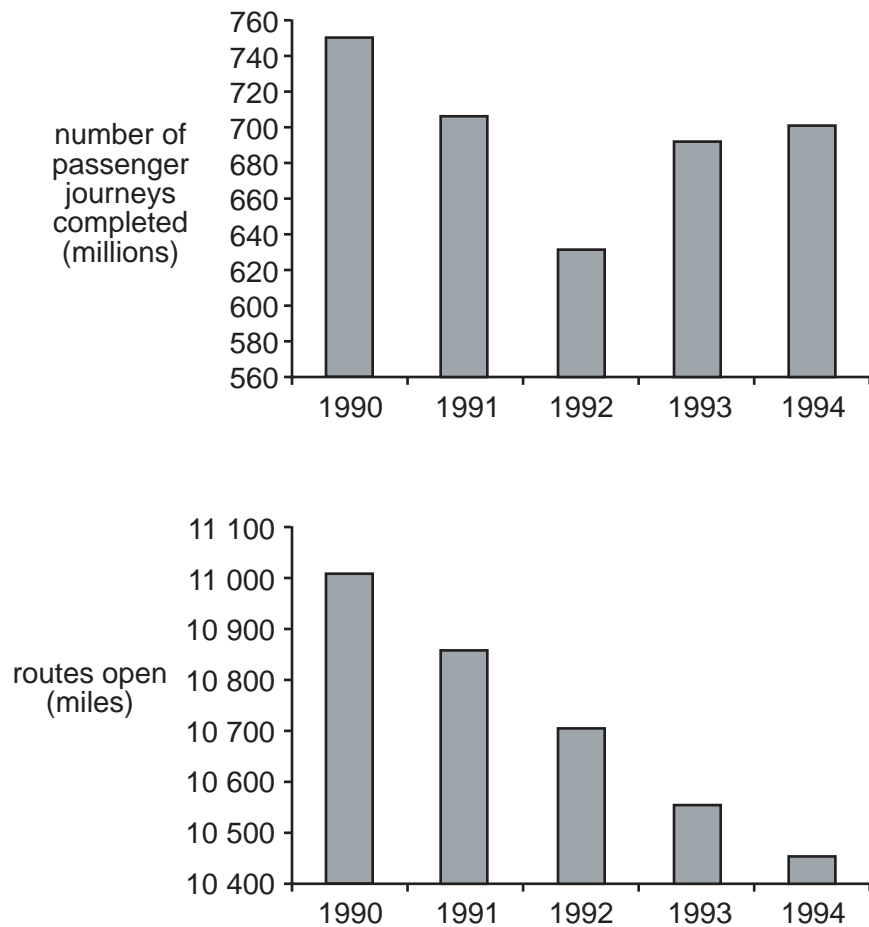 760
740
720
700
680
660
640
620
600
580
560
number of
passenger
journeys
completed
(millions)
1990 1991 1992 1993 1994
11 100
11 000
10 900
10 800
10 700
10 600
10 500
10 400
routes open
(miles)
1990 1991 1992 1993 1994